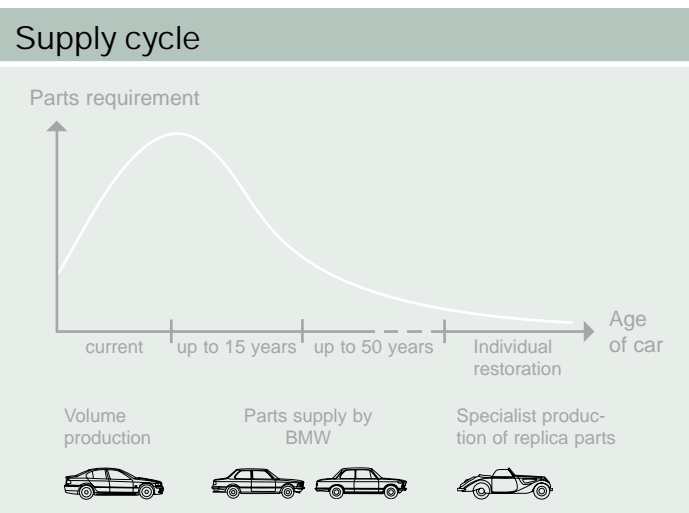 Supply cycle
Parts requirement
Age
of car
current
up to 15 years
up to 50 years
Individual
restoration
Volume
production
Parts supply by
BMW
Specialist produc-
tion of replica parts